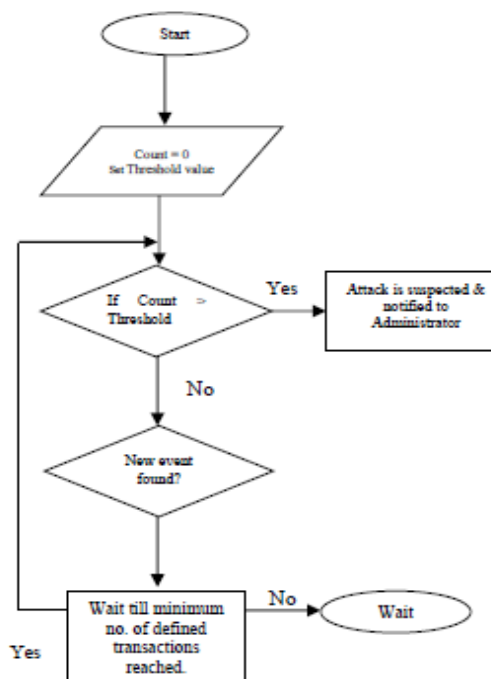 Start
Count = 0
Set Threshold value
If Count >
Threshold
Yes
Attack is suspected &
notified to
Administrator
No
New event
found?
Wait till minimum
no. of defined
transactions
reached.
No
Wait
Yes